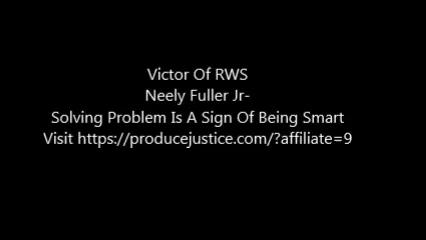 Victor Of RWS
Neely Fuller Jr-
Solving Problem Is A Sign Of Being Smart
Visit https://producejustice.com/?affiliate=9